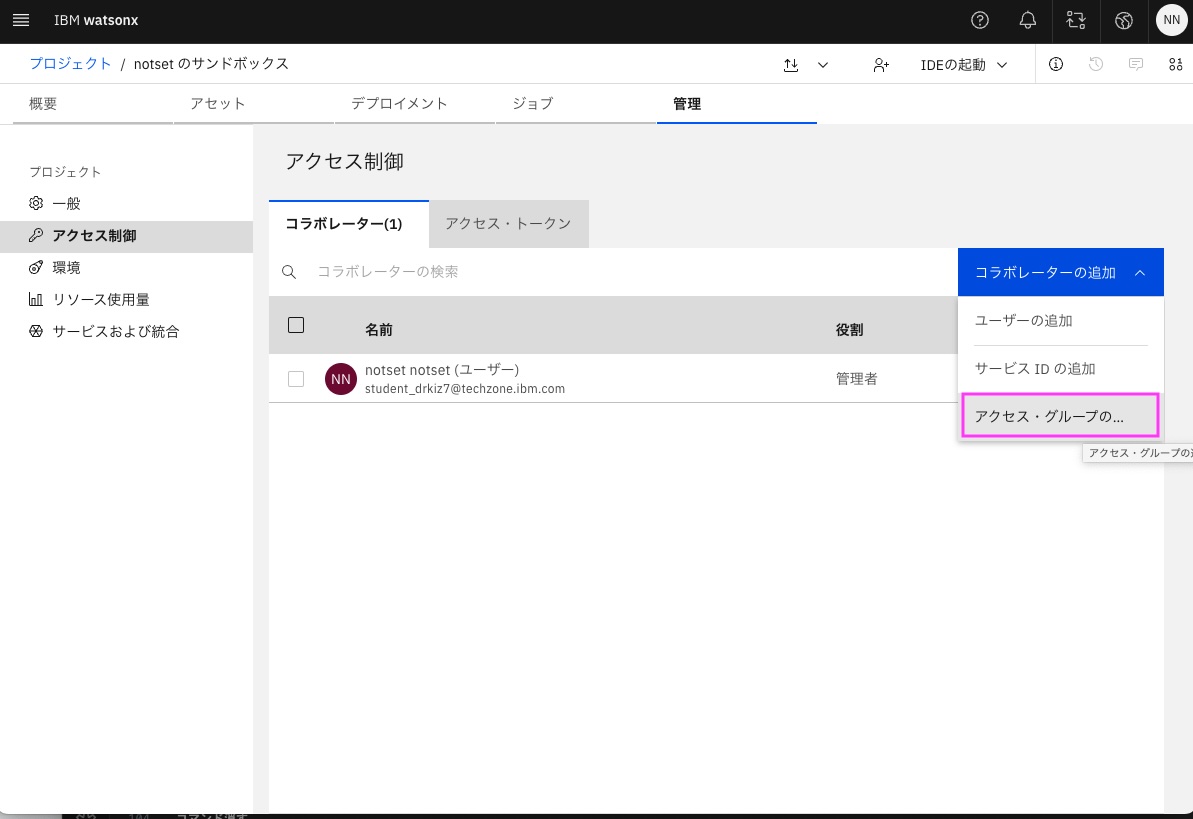 IBM watsonx
NN
プロジェクト / notset のサンドボックス
IDEの起動
概要
アセット
デプロイメント
ジョブ
管理
プロジェクト
一般
アクセス制御
環境
リソース使用量
サービスおよび統合
アクセス制御
コラボレーター(1)
アクセス・トークン
コラボレーターの検索
コラボレーターの追加
ユーザーの追加
サービス ID の追加
アクセス・グループの...
アクセス・グループの
名前
役割
NN
notset notset (ユーザー)
student_drkiz7@techzone.ibm.com
管理者